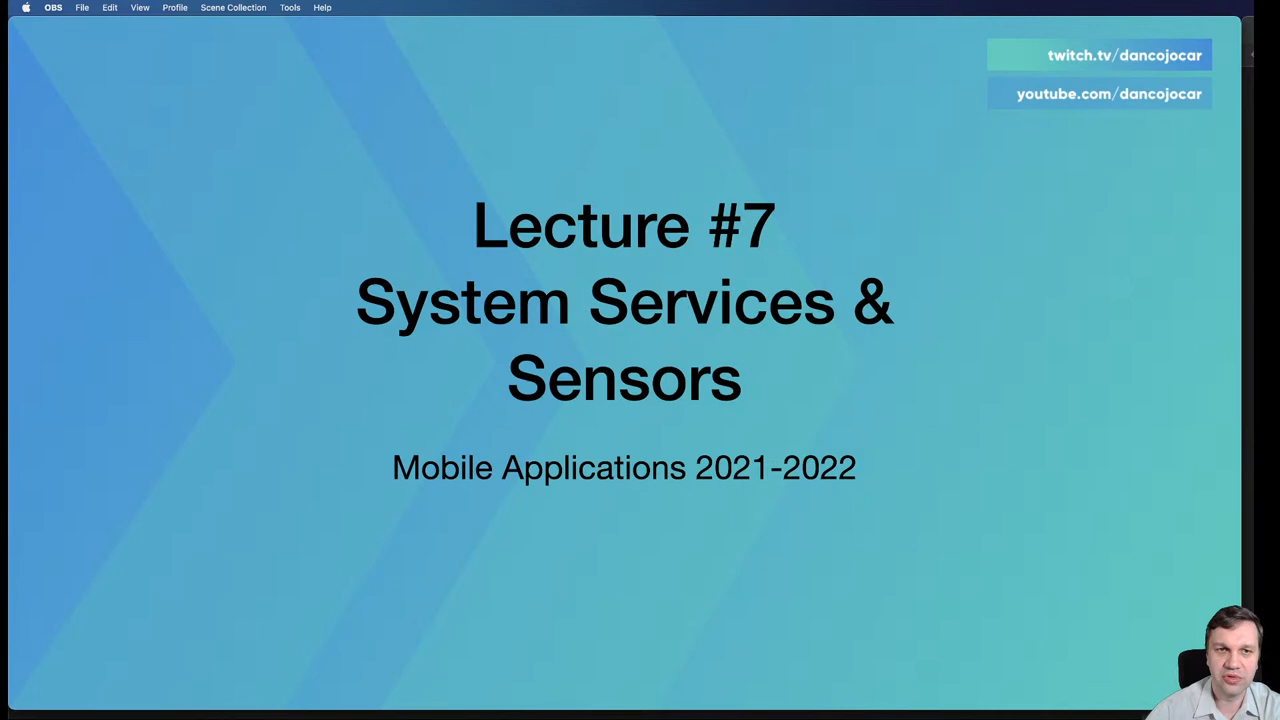 OBS File Edit View Profile Scene Collection Tools Help
twitch.tv/dancojocar
youtube.com/dancojocar
Lecture #7
System Services &
Sensors
Mobile Applications 2021-2022